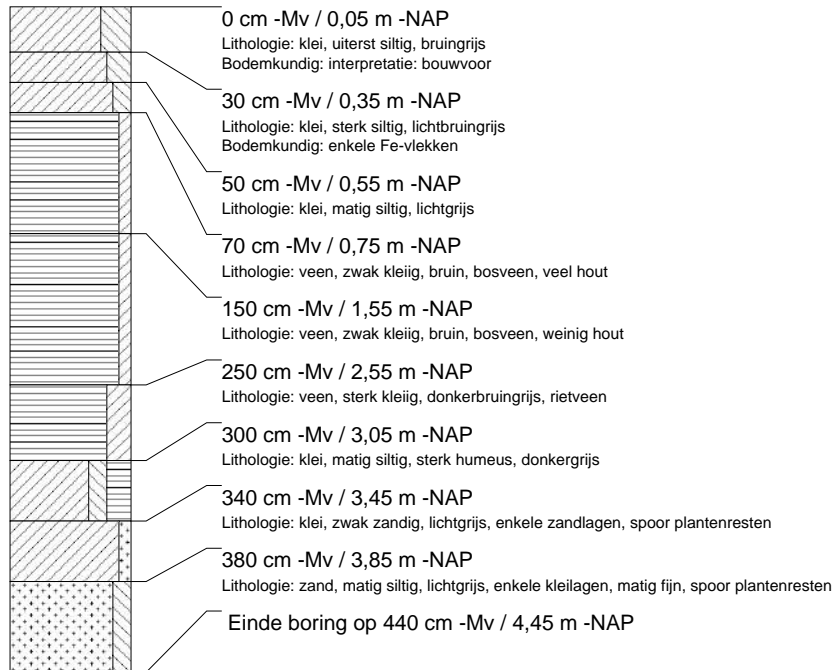 0 cm -Mv / 0,05 m -NAP
Lithologie: klei, uiterst siltig, bruingrijs
Bodemkundig: interpretatie: bouwvoor
30 cm -Mv / 0,35 m -NAP
Lithologie: klei, sterk siltig, lichtbruingrijs
Bodemkundig: enkele Fe-vlekken
50 cm -Mv / 0,55 m -NAP
Lithologie: klei, matig siltig, lichtgrijs
70 cm -Mv / 0,75 m -NAP
Lithologie: veen, zwak kleiig, bruin, bosveen, veel hout
150 cm -Mv / 1,55 m -NAP
Lithologie: veen, zwak kleiig, bruin, bosveen, weinig hout
250 cm -Mv / 2,55 m -NAP
Lithologie: veen, sterk kleiig, donkerbruingrijs, rietveen
300 cm -Mv / 3,05 m -NAP
Lithologie: klei, matig siltig, sterk humeus, donkergrijs
340 cm -Mv / 3,45 m -NAP
Lithologie: klei, zwak zandig, lichtgrijs, enkele zandlagen, spoor plantenresten
380 cm -Mv / 3,85 m -NAP
Lithologie: zand, matig siltig, lichtgrijs, enkele kleilagen, matig fijn, spoor plantenresten
Einde boring op 440 cm -Mv / 4,45 m -NAP